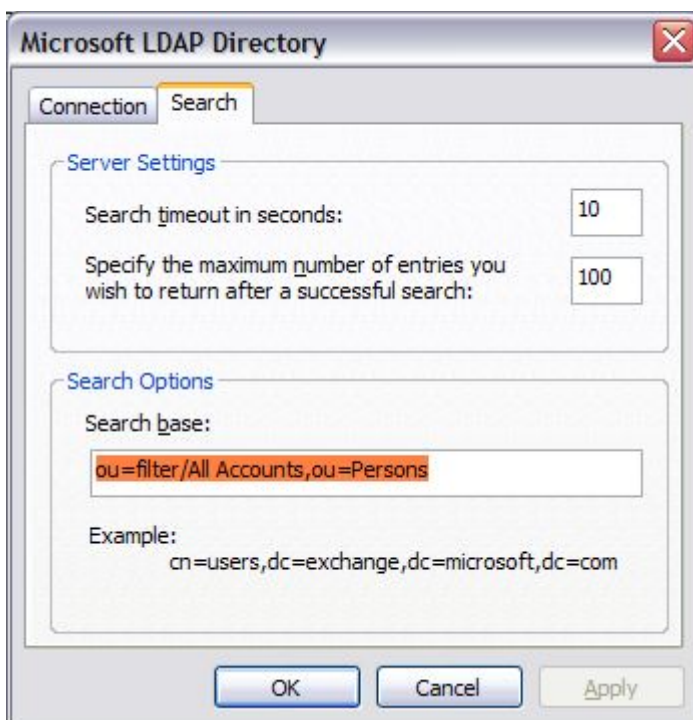 Microsoft LDAP Directory
Connection Search
Server Settings
Search timeout in seconds: 10
Specify the maximum number of entries you
wish to return after a successful search: 100
Search Options
Search base:
ou=filter/All Accounts,ou=Persons
Example:
cn=users,dc=exchange,dc=microsoft,dc=com
OK Cancel Apply